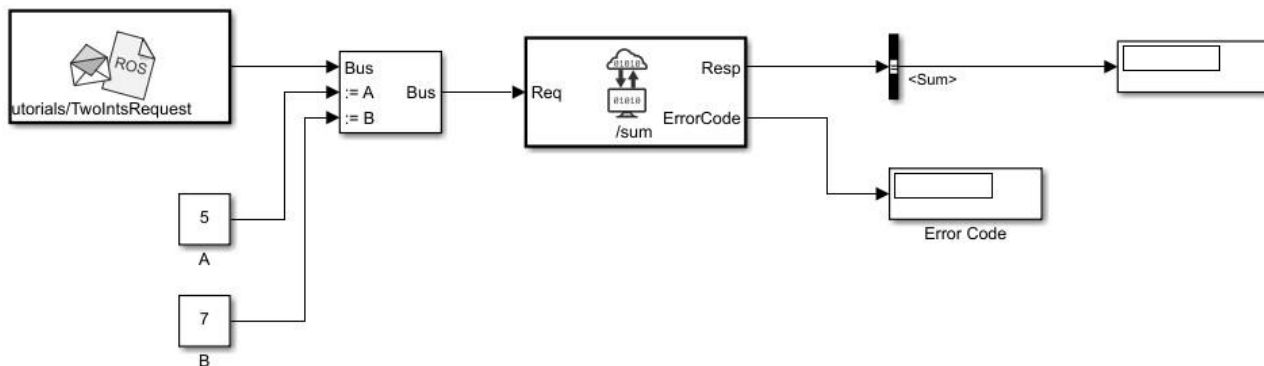 ROS
utorials/TwoIntsRequest
Bus
:= A
:= B
Bus
Req
01010
01010
/sum
Resp
ErrorCode
=
<Sum>
Error Code
5
A
7
B